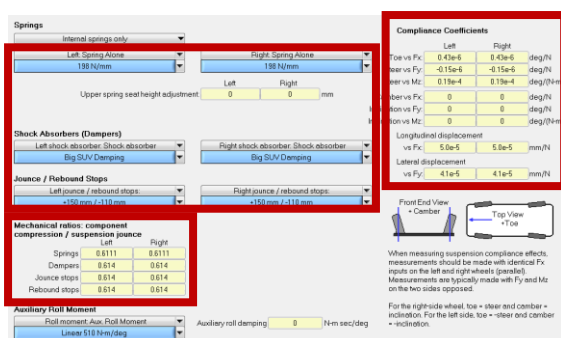 Springs
Internal springs only
Left: Spring Alone Right: Spring Alone
198 N/mm 198 N/mm
Left Right
Upper spring seat height adjustment: 0 0 mm
Shock Absorbers (Dampers)
Left shock absorber: Shock absorber Right shock absorber: Shock absorber
Big SUV Damping Big SUV Damping
Jounce / Rebound Stops
Left jounce / rebound stops: Right jounce / rebound stops:
+150 mm / -110 mm +150 mm / -110 mm
Mechanical ratios: component
compression / suspension jounce
Left Right
Springs 0.6111 0.6111
Dampers 0.614 0.614
Jounce stops 0.614 0.614
Rebound stops 0.614 0.614
Auxiliary Roll Moment
Roll moment: Aux. Roll Moment Auxiliary roll damping 0 N-m sec/deg
Linear 510 N-m/deg
Compliance Coefficients
Left Right
Toe vs Fx: 0.43e-6 0.43e-6 deg/N
teer vs Fy: -0.15e-6 -0.15e-6 deg/N
eer vs Mz: 0.19e-4 0.19e-4 deg/(N-m
mber vs Fx: 0 0 deg/N
tion vs Fy: 0 0 deg/N
tion vs Mz: 0 0 deg/(N-m
Longitudinal displacement
vs Fx: 5.0e-5 5.0e-5 mm/N
Lateral displacement
vs Fy: 4.1e-5 4.1e-5 mm/N
Front End View
+ Camber
Top View
+Toe
When measuring suspension compliance effects,
measurements should be made with identical Fx
inputs on the left and right wheels (parallel).
Measurements are typically made with Fy and Mz
on the two sides opposed.
For the right-side wheel, toe = steer and camber =
inclination. For the left side, toe = -steer and camber
= -inclination.